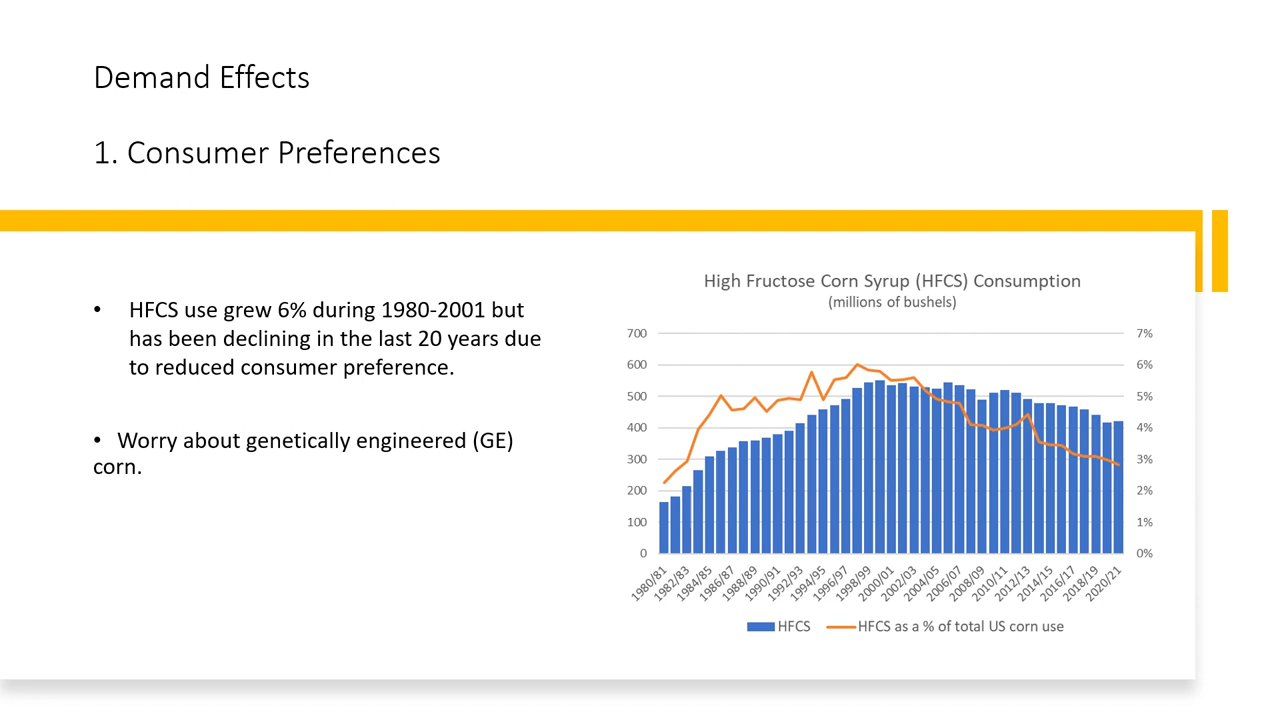 Demand Effects
1. Consumer Preferences
• HFCS use grew 6% during 1980-2001 but
has been declining in the last 20 years due
to reduced consumer preference.
• Worry about genetically engineered (GE)
corn.
High Fructose Corn Syrup (HFCS) Consumption
(millions of bushels)
700 7%
600 6%
500 5%
400 4%
300 3%
200 2%
100 1%
0 0%
1980/81 1982/83 1984/85 1986/87 1988/89 1990/91 1992/93 1994/95 1996/97 1998/99 2000/01 2002/03 2004/05 2006/07 2008/09 2010/11 2012/13 2014/15 2016/17 2018/19 2020/21
HFCS HFCS as a % of total US corn use